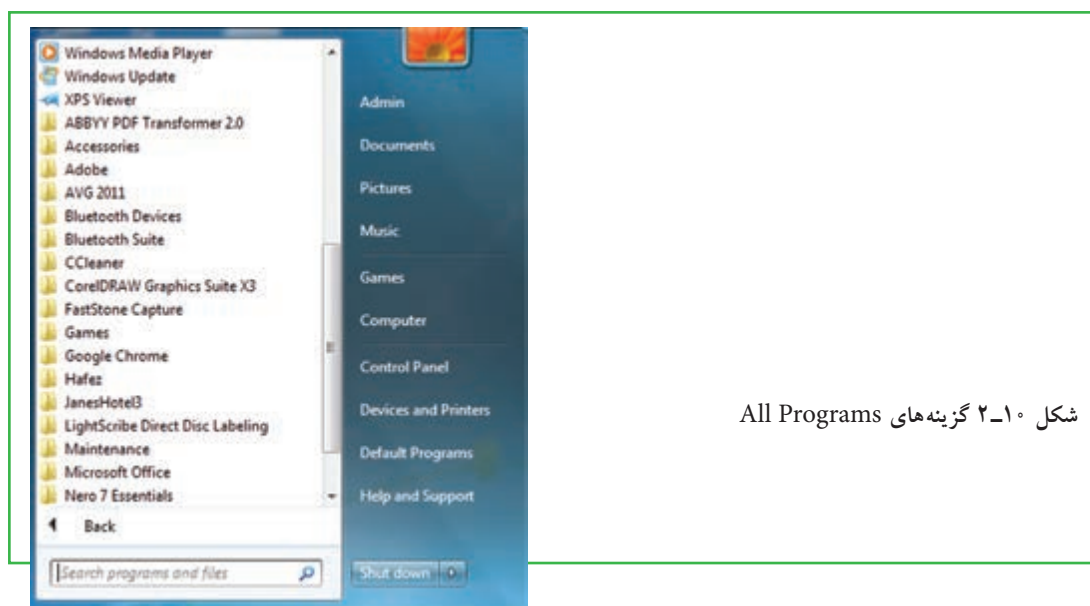 Windows Media Player
Windows Update
XPS Viewer
ABBYY PDF Transformer 2.0
Accessories
Adobe
AVG 2011
Bluetooth Devices
Bluetooth Suite
CCleaner
CorelDRAW Graphics Suite X3
FastStone Capture
Games
Google Chrome
Hafez
JanesHotel3
LightScribe Direct Disc Labeling
Maintenance
Microsoft Office
Nero 7 Essentials
Back
Search programs and files
Admin
Documents
Pictures
Music
Games
Computer
Control Panel
Devices and Printers
Default Programs
Help and Support
Shut down
شکل ۱۰ــ۲ گزینه‌های All Programs